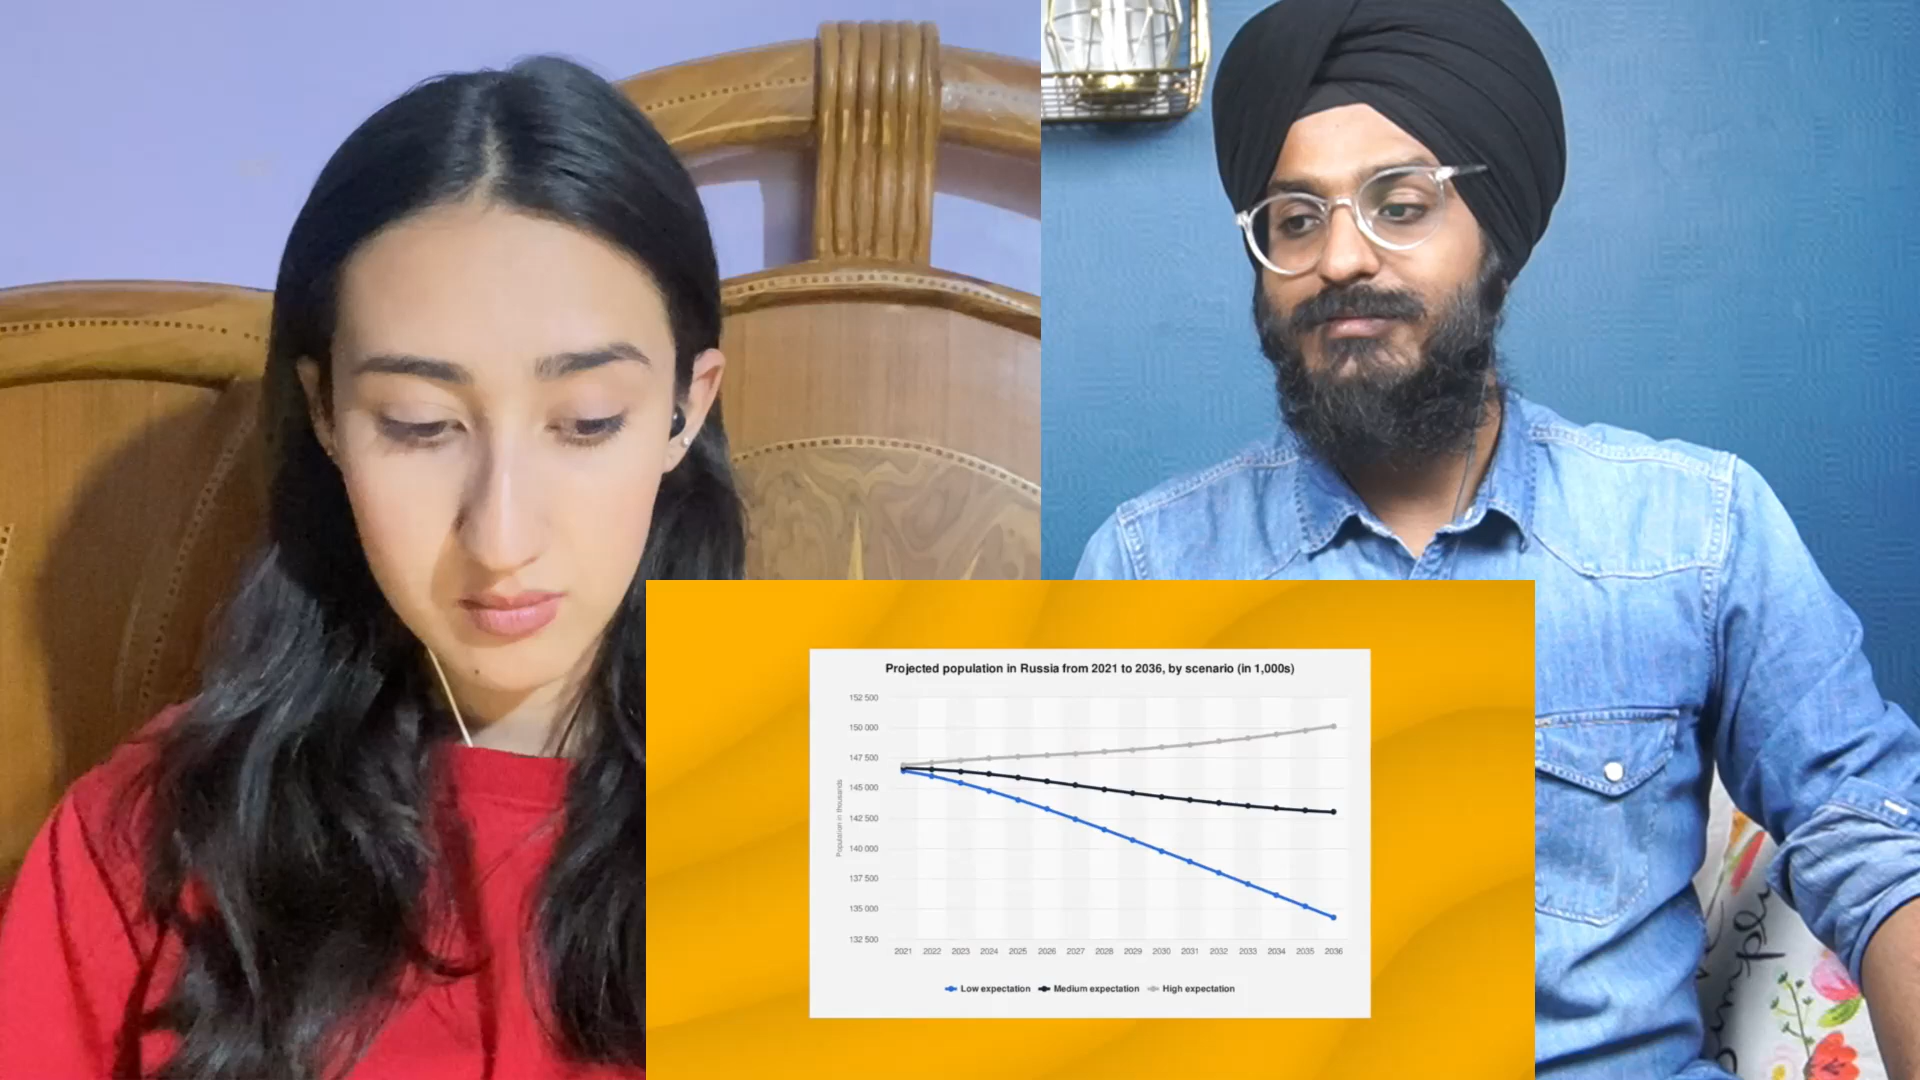 Projected population in Russia from 2021 to 2036, by scenario (in 1,000s)
152 500
150 000
147 500
145 000
142 500
140 000
137 500
135 000
132 500
Population in thousands
2021 2022 2023 2024 2025 2026 2027 2028 2029 2030 2031 2032 2033 2034 2035 2036
Low expectation Medium expectation High expectation